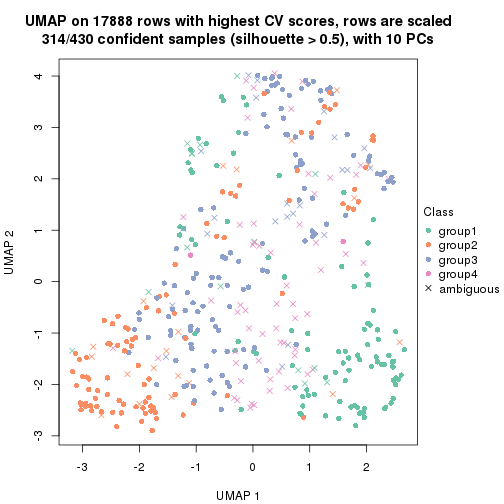 UMAP on 17888 rows with highest CV scores, rows are scaled
314/430 confident samples (silhouette > 0.5), with 10 PCs
4
3
2
1
0
-1
-2
-3
UMAP 2
-3
-2
-1
0
1
2
UMAP 1
Class
group1
group2
group3
group4
ambiguous